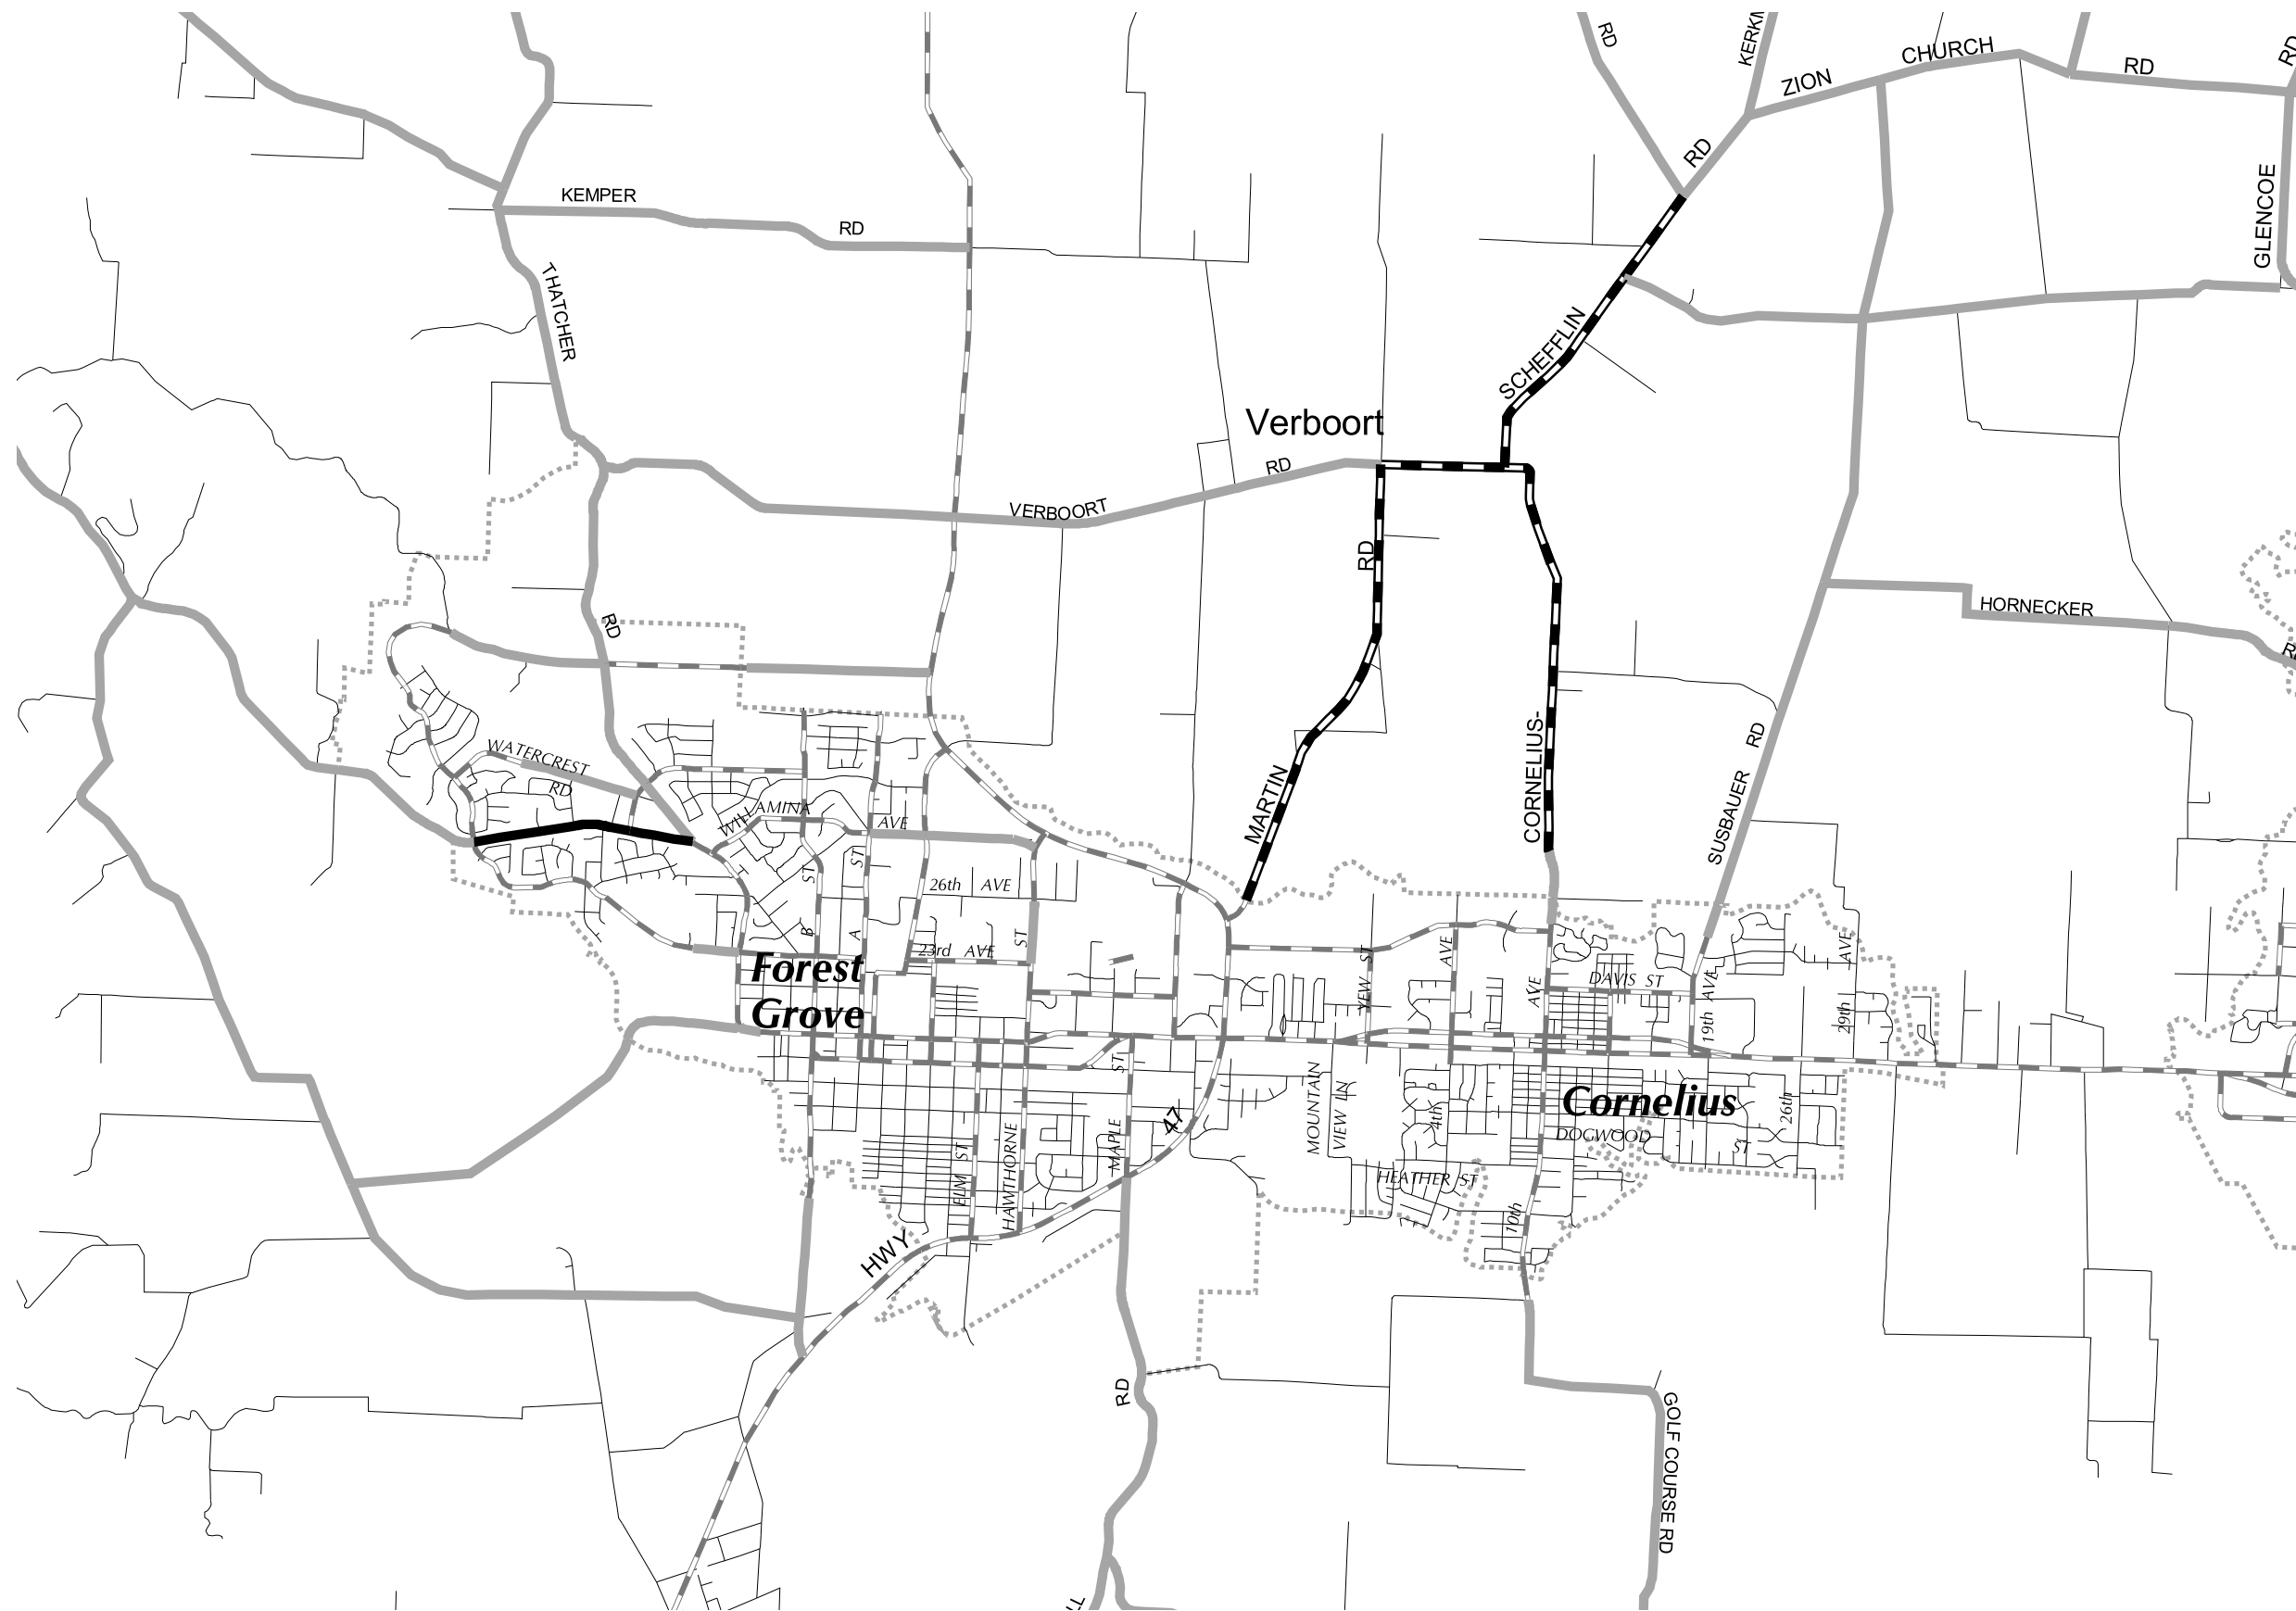 RD
KERKM
ZION
CHURCH
RD
RD
RD
KEMPER
RD
GLENCOE
THATCHER
SCHEFFLIN
Verboort
RD
VERBOORT
RD
HORNECKER
RD
WATERCREST
RD
CORNELIUS-
RD
MARTIN
SUSBAUER
WILLAMINA
AVE
ST
ST
26th AVE
B
A
23rd AVE
ST
Forest
Grove
YEW ST
AVE
AVE
DAVIS ST
19th AVE
AVE
29th
ST
MOUNTAIN
VIEW LN
4th
Cornelius
26th
DOGWOOD
ST
47
MAPLE
HAWTHORNE
ELM ST
HEATHER ST
10th
HWY
RD
GOLF COURSE RD